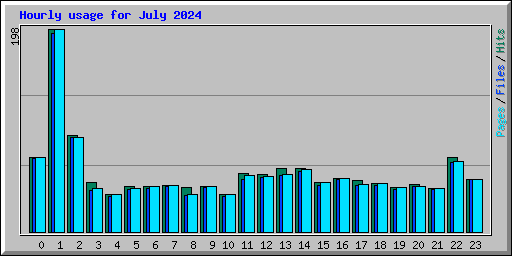 Hourly usage for July 2024
198
Pages/Files/Hits
0 1 2 3 4 5 6 7 8 9 10 11 12 13 14 15 16 17 18 19 20 21 22 23